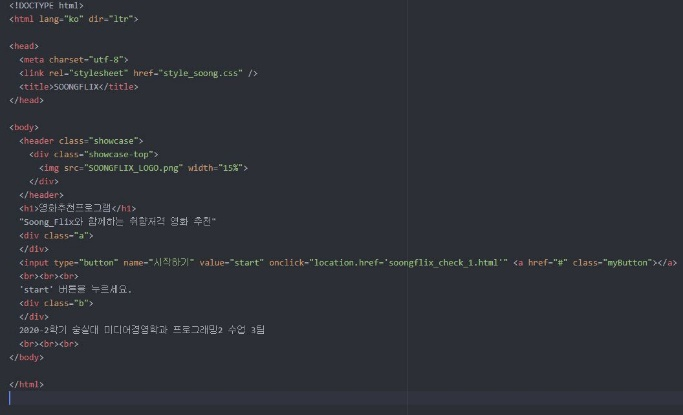 <!DOCTYPE html>
<html lang="ko" dir="ltr">
<head>
<meta charset="utf-8">
<link rel="stylesheet" href="style_soong.css" />
<title>SOONGFLIX</title>
</head>
<body>
<header class="showcase">
<div class="showcase-top">
<img src="SOONGFLIX_LOGO.png" width="15%">
</div>
</header>
<h1>영화추천프로그램</h1>
"Soong_Flix와 함께하는 취향저격 영화 추천"
<div class="a">
</div>
<input type="button" name="시작하기" value="start" onclick="location.href='soongflix_check_1.html'" <a href="#" class="myButton"></a>
<br><br><br>
'start' 버튼을 누르세요.
<div class="b">
</div>
2020-2학기 숭실대 미디어경영학과 프로그래밍2 수업 3팀
<br><br><br>
</body>
</html>